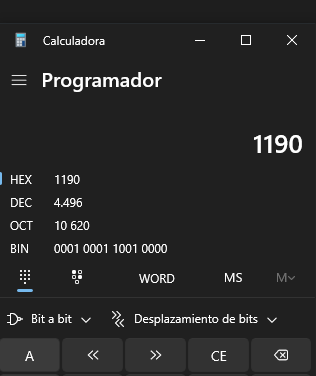 Calculadora
Programador
1190
HEX 1190
DEC 4.496
OCT 10 620
BIN 0001 0001 1001 0000
WORD MS M
Bit a bit Desplazamiento de bits
A << >> CE